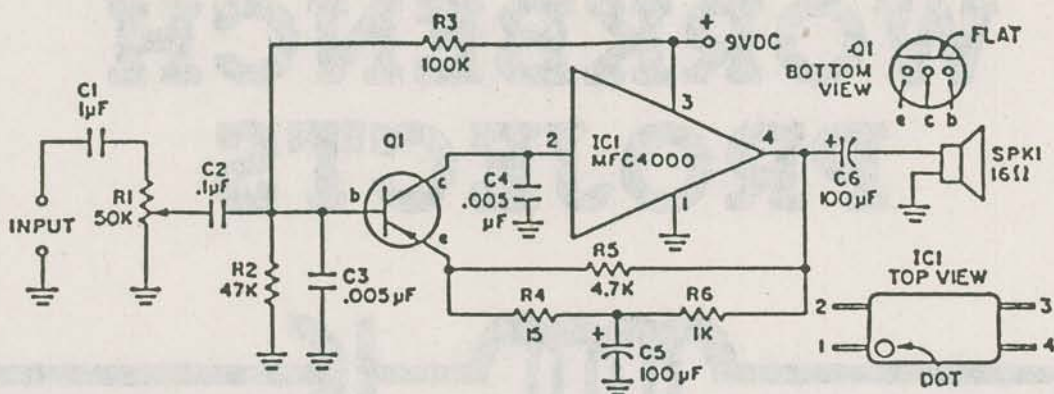 R3
100K
+
9VDC
Q1
BOTTOM
VIEW
FLAT
e c b
C1
1µF
INPUT
R1
50K
C2
.1µF
Q1
b
c
e
2
C4
.005
µF
IC1
MFC4000
3
4
1
+
C6
100µF
SPK1
16Ω
R2
47K
C3
.005µF
R5
4.7K
R4
15
R6
1K
+
C5
100µF
IC1
TOP VIEW
2
3
1
4
DOT